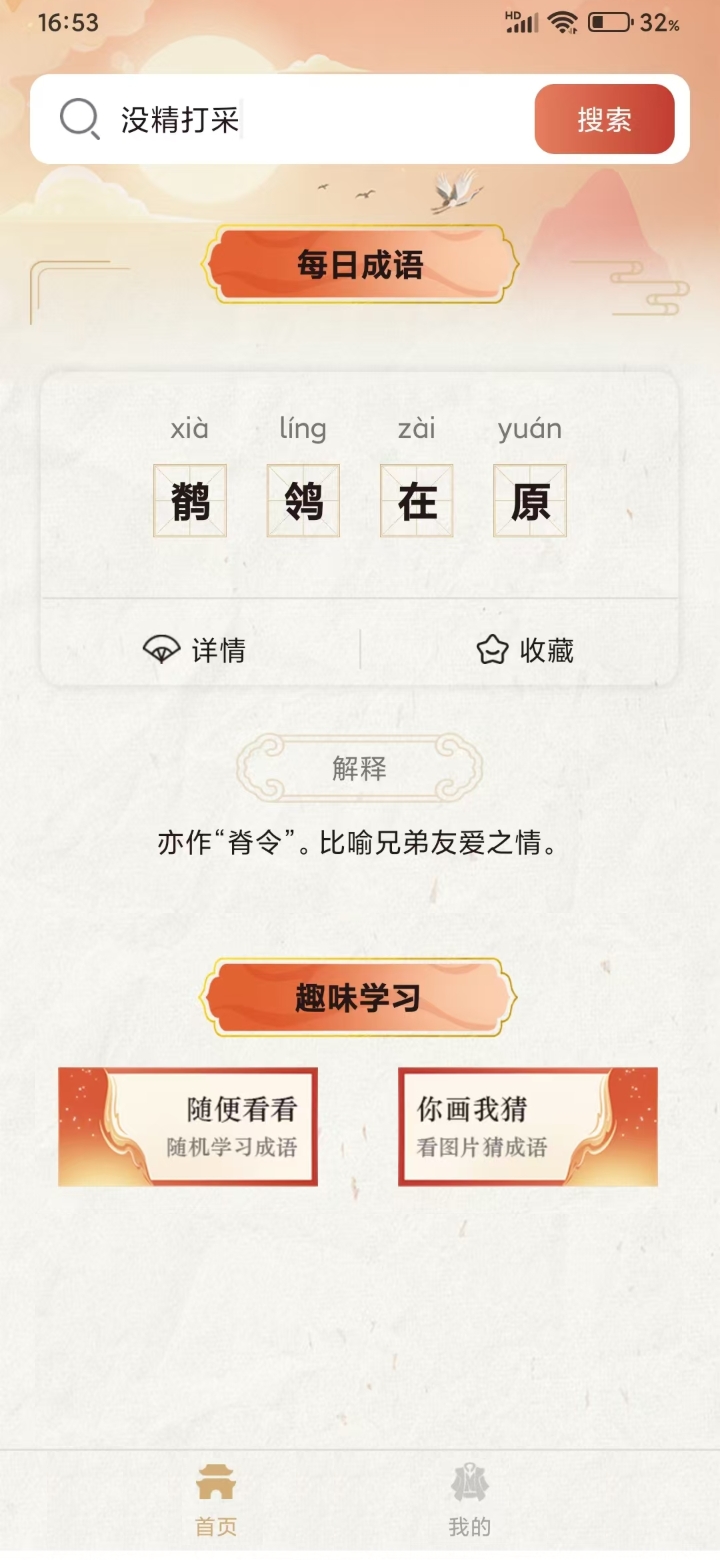 16:53
HD 32%
没精打采
搜索
每日成语
xià líng zài yuán
鹡鸰在原
详情
收藏
解释
亦作“脊令”。比喻兄弟友爱之情。
趣味学习
随便看看
随机学习成语
你画我猜
看图片猜成语
首页
我的